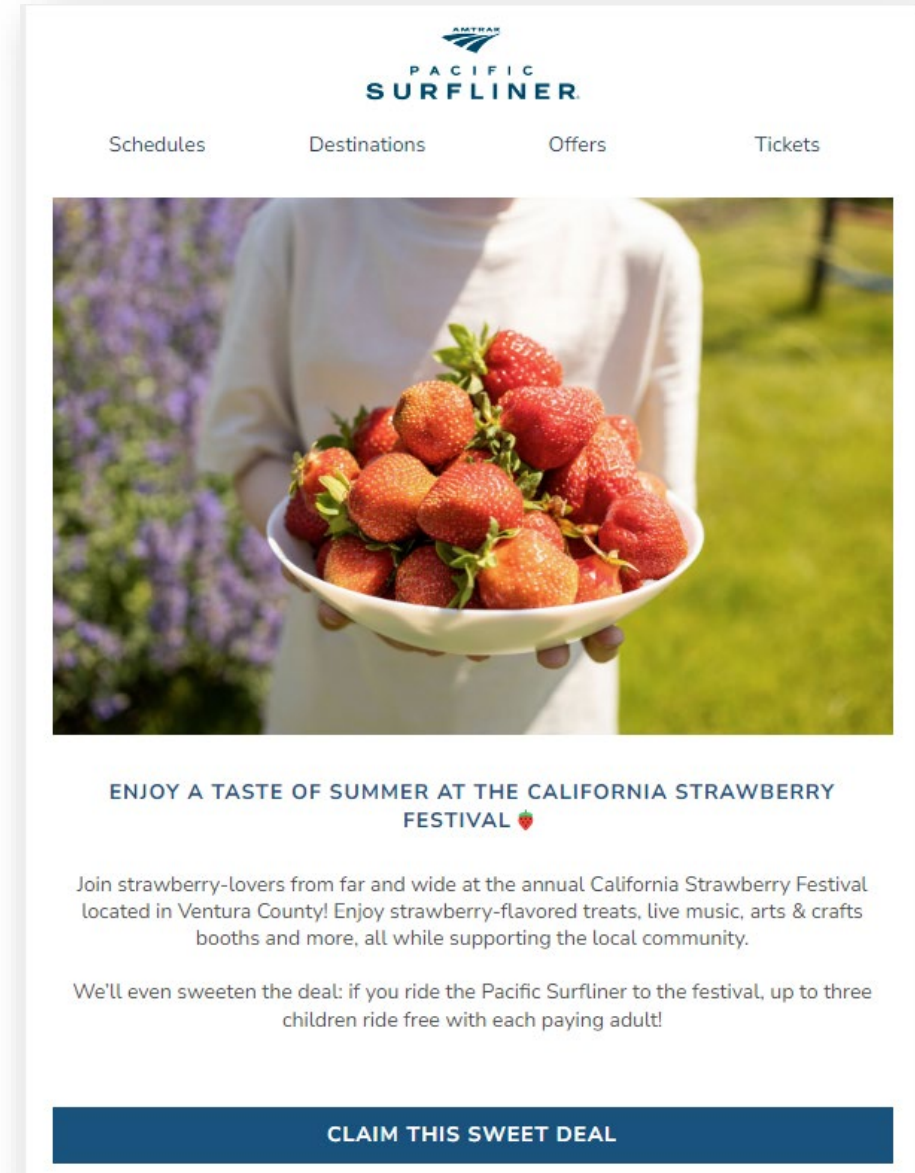 AMTRAK
PACIFIC
SURFLINER
Schedules Destinations Offers Tickets
ENJOY A TASTE OF SUMMER AT THE CALIFORNIA STRAWBERRY
FESTIVAL 🍓
Join strawberry-lovers from far and wide at the annual California Strawberry Festival
located in Ventura County! Enjoy strawberry-flavored treats, live music, arts & crafts
booths and more, all while supporting the local community.
We'll even sweeten the deal: if you ride the Pacific Surfliner to the festival, up to three
children ride free with each paying adult!
CLAIM THIS SWEET DEAL